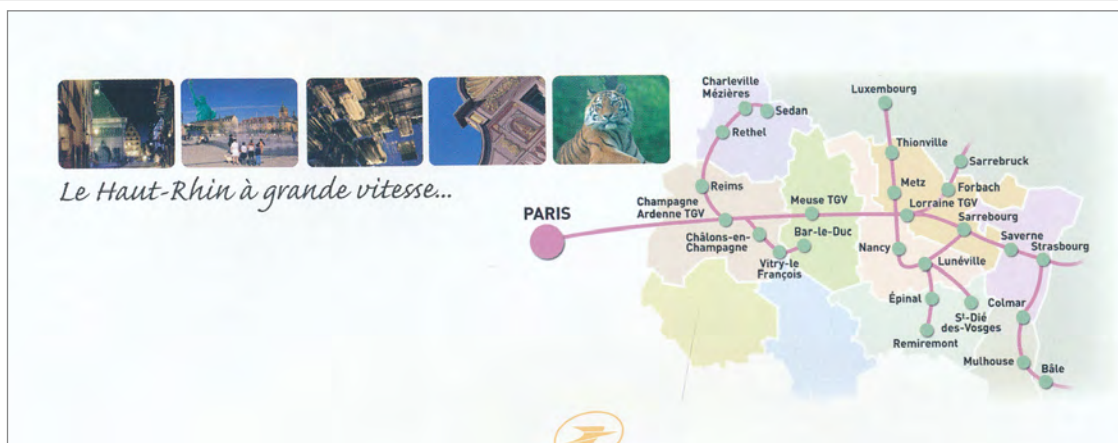 Le Haut-Rhin à grande vitesse...
PARIS
Charleville
Mézières
Sedan
Rethel
Reims
Champagne
Ardenne TGV
Châlons-en-
Champagne
Vitry-le
François
Bar-le-Duc
Meuse TGV
Luxembourg
Thionville
Metz
Sarrebruck
Forbach
Lorraine TGV
Sarrebourg
Saverne
Strasbourg
Nancy
Lunéville
Épinal
St-Dié
des-Vosges
Remiremont
Colmar
Mulhouse
Bâle